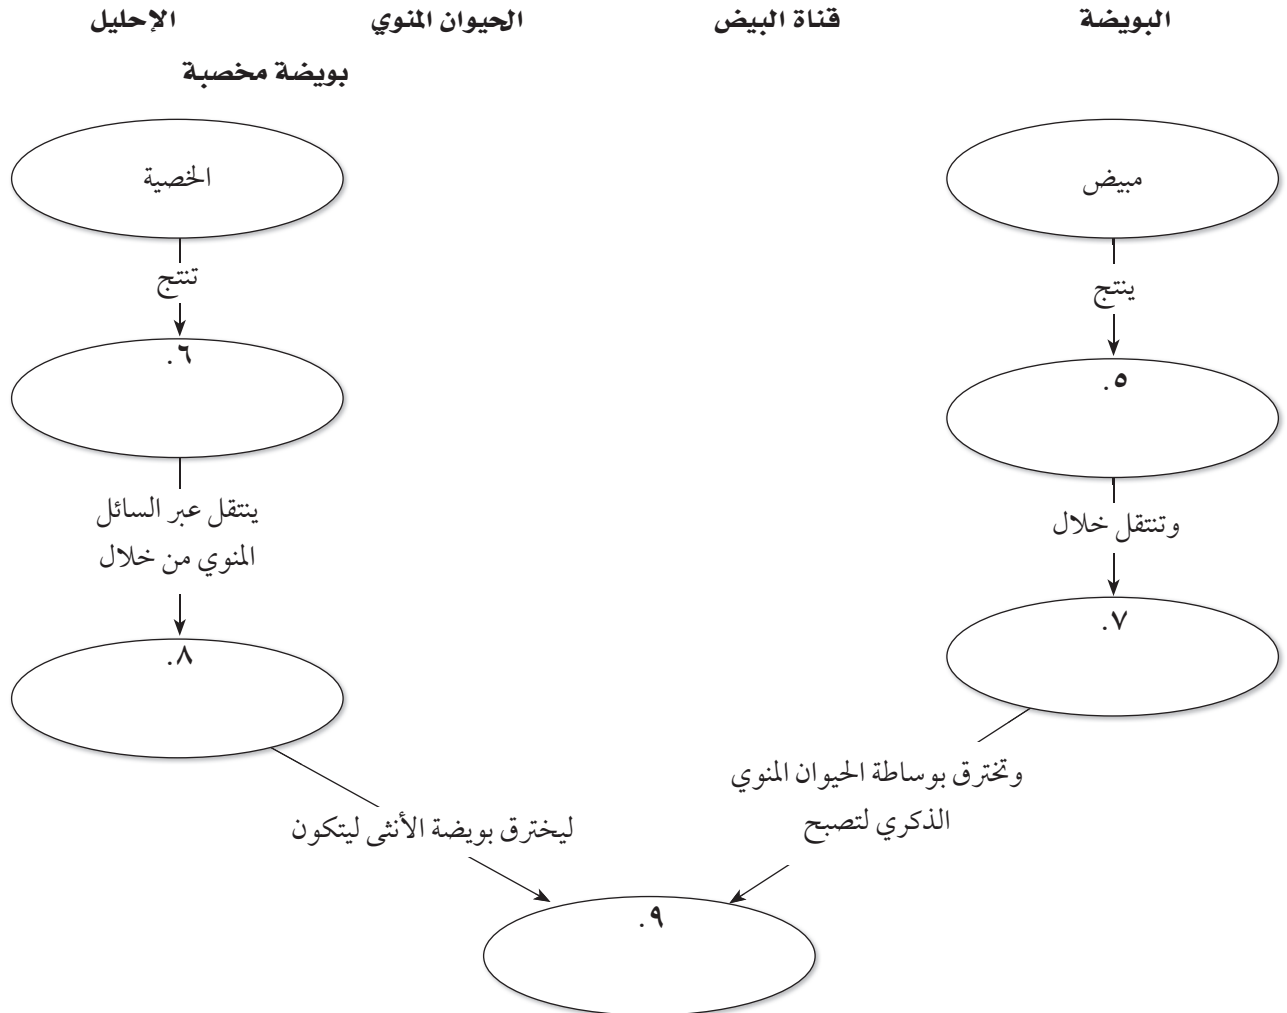 البويضة قناة البيض الحيوان المنوي الإحليل
بويضة مخصبة
مبيض
ينتج
٥.
وتنتقل خلال
٧.
وتخترق بوساطة الحيوان المنوي
الذكري لتصبح
الخصية
تنتج
٦.
ينتقل عبر السائل
المنوي من خلال
٨.
ليخترق بويضة الأنثى ليتكون
٩.